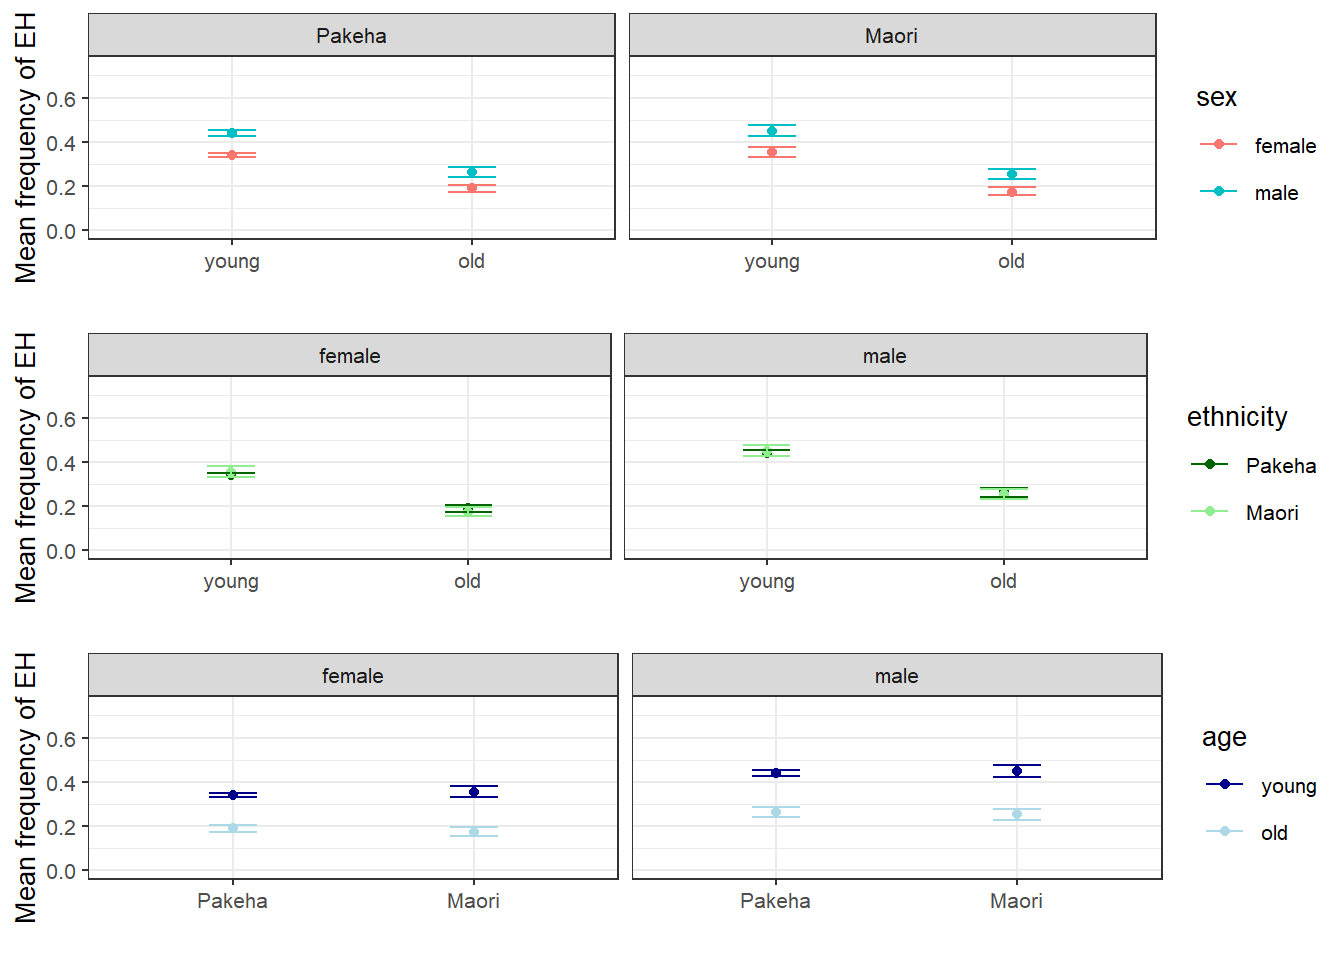 Pakeha
Maori
Mean frequency of EH
0.6
0.4
0.2
0.0
young
old
young
old
sex
female
male
female
male
Mean frequency of EH
0.6
0.4
0.2
0.0
young
old
young
old
ethnicity
Pakeha
Maori
female
male
Mean frequency of EH
0.6
0.4
0.2
0.0
Pakeha
Maori
Pakeha
Maori
age
young
old